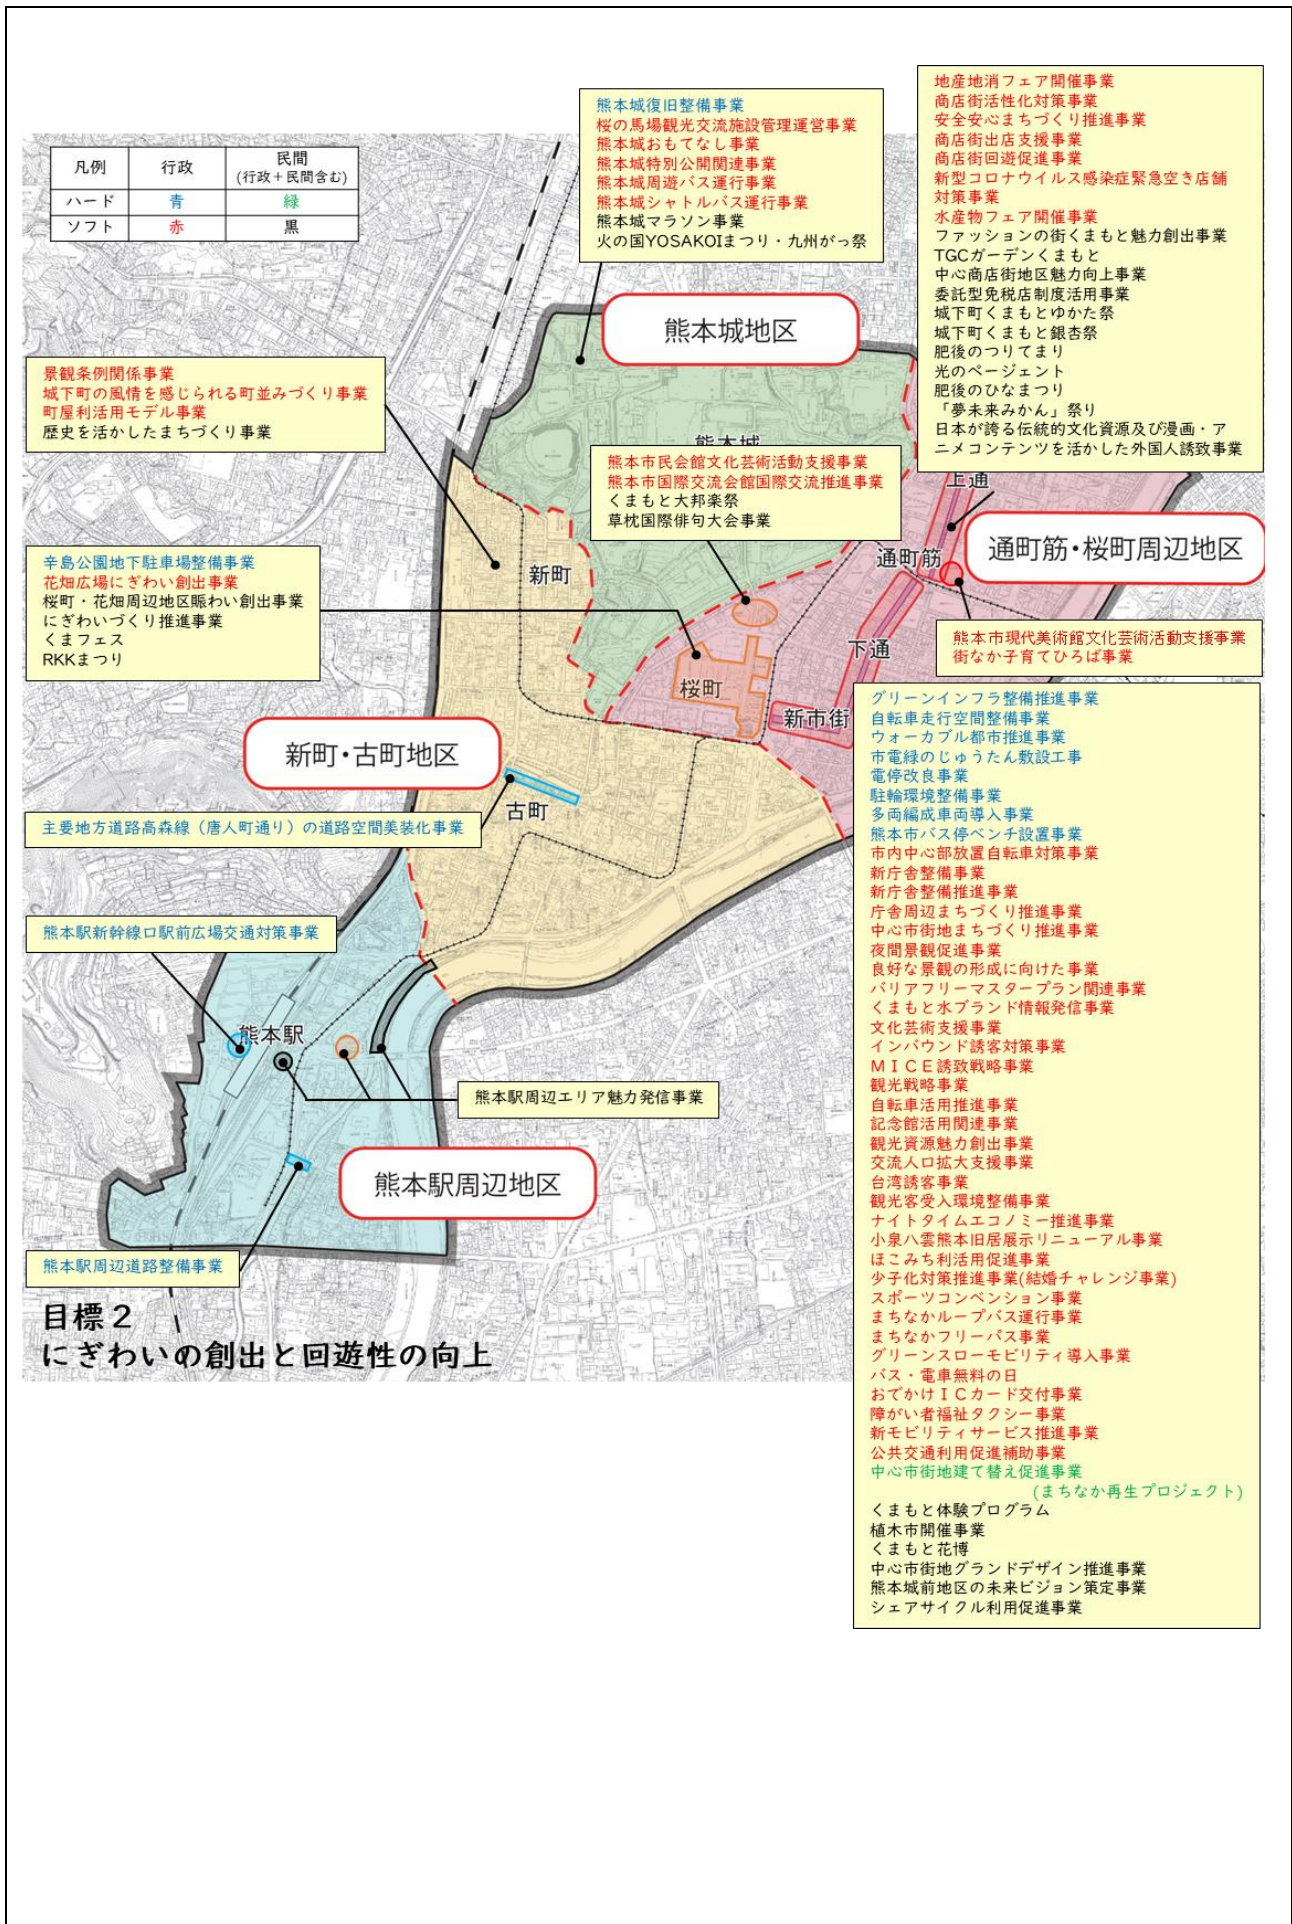 地産地消フェア開催事業
商店街活性化対策事業
安全安心まちづくり推進事業
商店街出店支援事業
商店街回遊促進事業
新型コロナウイルス感染症緊急空き店舗
対策事業
水産物フェア開催事業
ファッションの街くまもと魅力創出事業
TGCガーデンくまもと
中心商店街地区魅力向上事業
委託型免税店制度活用事業
城下町くまもとゆかた祭
城下町くまもと銀杏祭
肥後のつりてまり
光のページェント
肥後のひなまつり
「夢未来みかん」祭り
日本が誇る伝統的文化資源及び漫画・ア
ニメコンテンツを活かした外国人誘致事業
熊本城復旧整備事業
桜の馬場観光交流施設管理運営事業
熊本城おもてなし事業
熊本城特別公開関連事業
熊本城周遊バス運行事業
熊本城シャトルバス運行事業
熊本城マラソン事業
火の国YOSAKOIまつり・九州がっ祭
凡例 行政 民間
(行政＋民間含む)
ハード 青 緑
ソフト 赤 黒
熊本城地区
景観条例関係事業
城下町の風情を感じられる町並みづくり事業
町屋利活用モデル事業
歴史を活かしたまちづくり事業
熊本城
熊本市民会館文化芸術活動支援事業
熊本市国際交流会館国際交流推進事業
くまもと大邦楽祭
草枕国際俳句大会事業
上通
通町筋・桜町周辺地区
通町筋
新町
辛島公園地下駐車場整備事業
花畑広場にぎわい創出事業
桜町・花畑周辺地区賑わい創出事業
にぎわいづくり推進事業
くまフェス
RKKまつり
熊本市現代美術館文化芸術活動支援事業
街なか子育てひろば事業
下通
桜町
新市街
新町・古町地区
古町
主要地方道路高森線（唐人町通り）の道路空間美装化事業
グリーンインフラ整備推進事業
自転車走行空間整備事業
ウォーカブル都市推進事業
市電緑のじゅうたん敷設工事
電停改良事業
駐輪環境整備事業
多両編成車両導入事業
熊本市バス停ベンチ設置事業
市内中心部放置自転車対策事業
新庁舎整備事業
新庁舎整備推進事業
庁舎周辺まちづくり推進事業
中心市街地まちづくり推進事業
夜間景観促進事業
良好な景観の形成に向けた事業
バリアフリーマスタープラン関連事業
くまもと水ブランド情報発信事業
文化芸術支援事業
インバウンド誘客対策事業
ＭＩＣＥ誘致戦略事業
観光戦略事業
自転車活用推進事業
記念館活用関連事業
観光資源魅力創出事業
交流人口拡大支援事業
台湾誘客事業
観光客受入環境整備事業
ナイトタイムエコノミー推進事業
小泉八雲熊本旧居展示リニューアル事業
ほこみち利活用促進事業
少子化対策推進事業(結婚チャレンジ事業)
スポーツコンベンション事業
まちなかループバス運行事業
まちなかフリーパス事業
グリーンスローモビリティ導入事業
バス・電車無料の日
おでかけＩＣカード交付事業
障がい者福祉タクシー事業
新モビリティサービス推進事業
公共交通利用促進補助事業
中心市街地建て替え促進事業
(まちなか再生プロジェクト)
くまもと体験プログラム
植木市開催事業
くまもと花博
中心市街地グランドデザイン推進事業
熊本城前地区の未来ビジョン策定事業
シェアサイクル利用促進事業
熊本駅新幹線口駅前広場交通対策事業
熊本駅
熊本駅周辺エリア魅力発信事業
熊本駅周辺地区
熊本駅周辺道路整備事業
目標２
にぎわいの創出と回遊性の向上